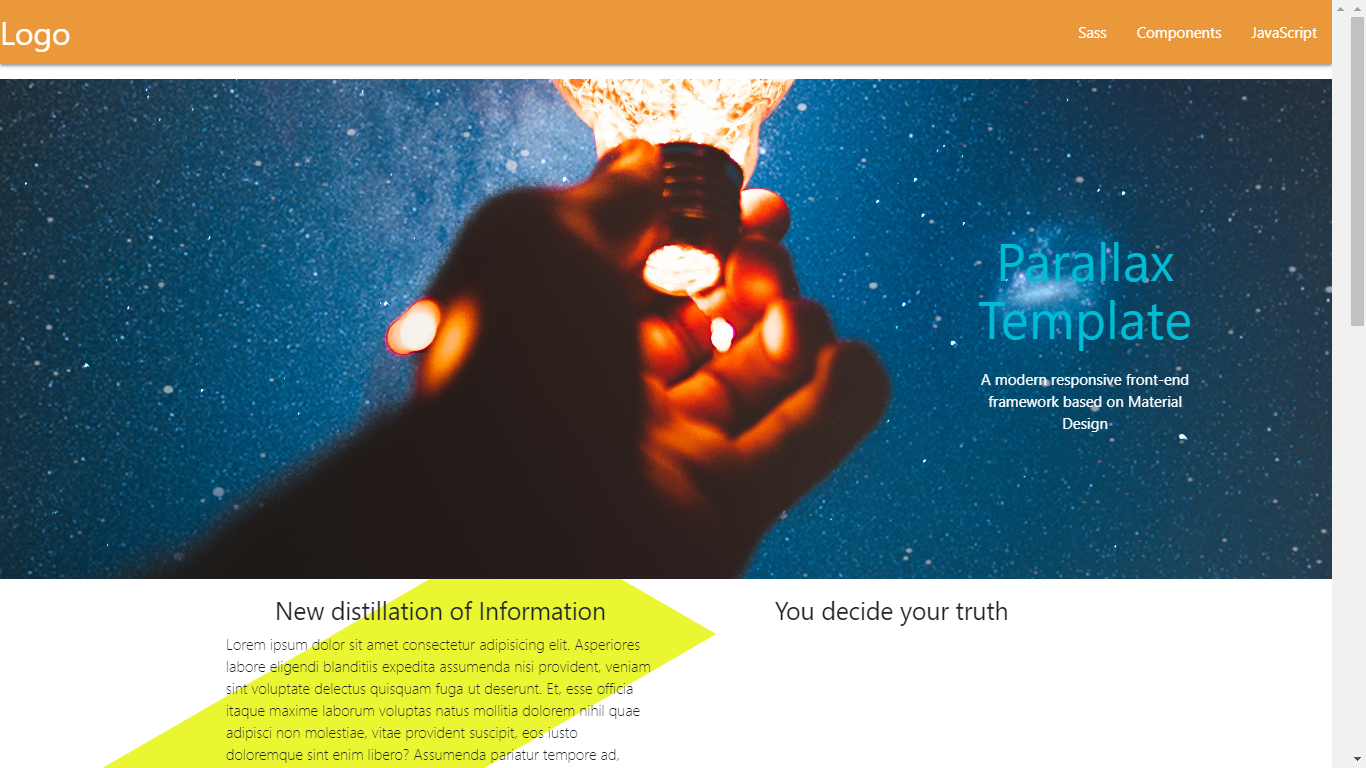 Logo
Sass Components JavaScript
Parallax
Template
A modern responsive front-end
framework based on Material
Design
New distillation of Information
Lorem ipsum dolor sit amet consectetur adipisicing elit. Asperiores
labore eligendi blanditiis expedita assumenda nisi provident, veniam
sint voluptate delectus quisquam fuga ut deserunt. Et, esse officia
itaque maxime laborum voluptas natus mollitia dolorem nihil quae
adipisci non molestiae, vitae provident suscipit, eos iusto
doloremque sint enim libero? Assumenda pariatur tempore ad,
You decide your truth